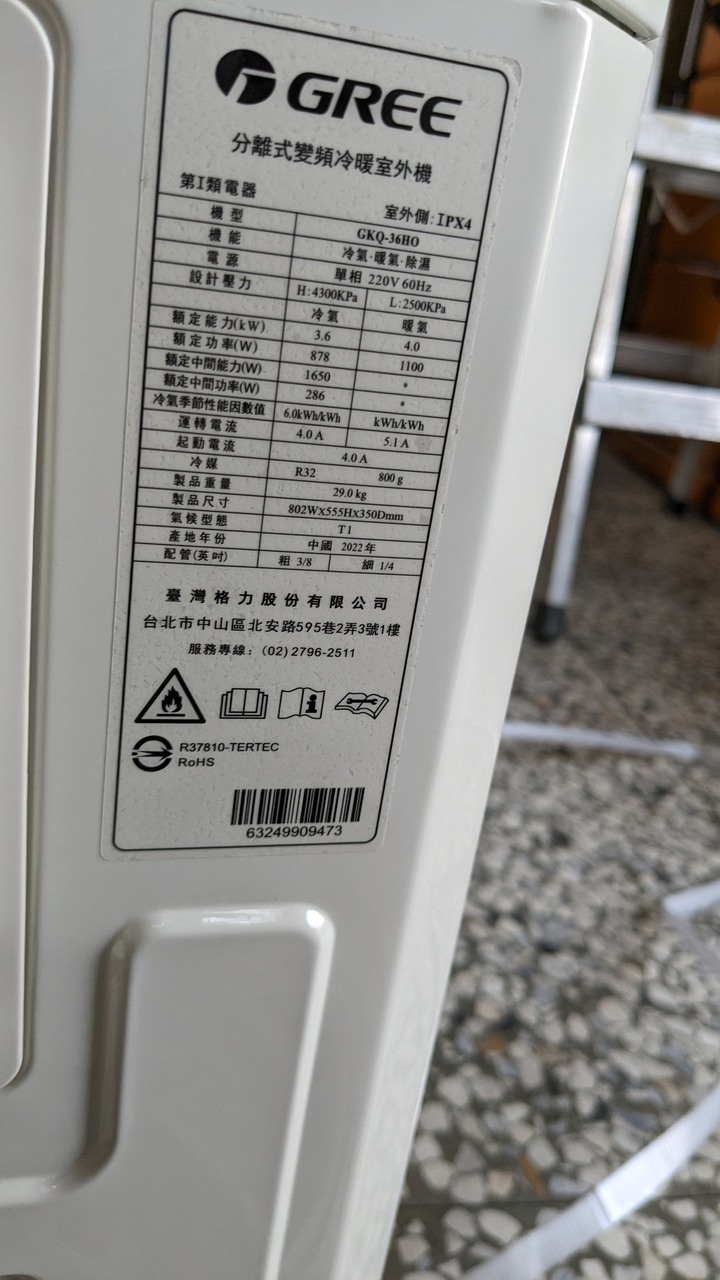 GREE
分離式變頻冷暖室外機
第I類電器 室外側:IPX4
機型 GKQ-36HO
機能 冷氣·暖氣·除濕
電源 單相 220V 60Hz
設計壓力 H:4300KPa L:2500KPa
冷氣 暖氣
額定能力(kW) 3.6 4.0
額定功率(W) 878 1100
額定中間能力(W) 1650 *
額定中間功率(W) 286 *
冷氣季節性能因數值 6.0kWh/kWh kWh/kWh
運轉電流 4.0 A 5.1 A
起動電流 4.0 A
冷媒 R32 800 g
製品重量 29.0 kg
製品尺寸 802WX555HX350Dmm
氣候型態 T1
產地年份 中國 2022年
配管(英吋) 粗 3/8 細 1/4
臺灣格力股份有限公司
台北市中山區北安路595巷2弄3號1樓
服務專線：(02)2796-2511
R37810-TERTEC
RoHS
63249909473